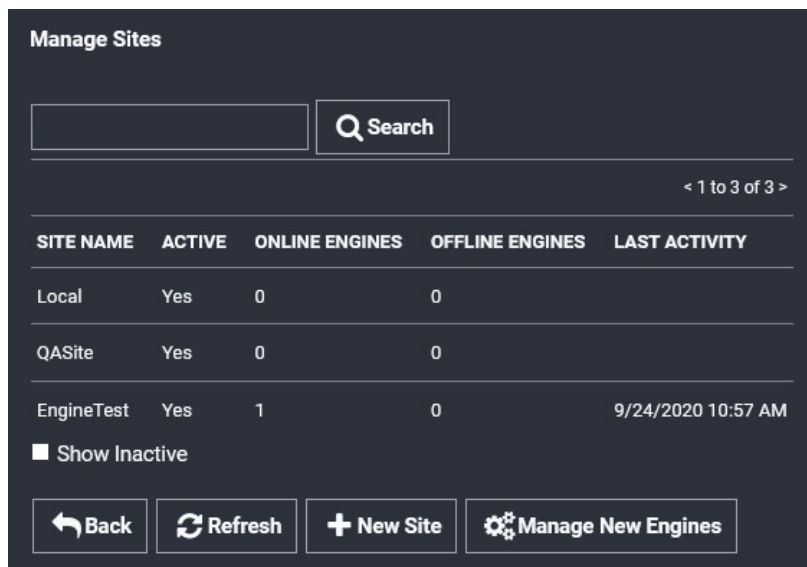 Manage Sites
Search
< 1 to 3 of 3 >
SITE NAME ACTIVE ONLINE ENGINES OFFLINE ENGINES LAST ACTIVITY
Local Yes 0 0
QASite Yes 0 0
EngineTest Yes 1 0 9/24/2020 10:57 AM
Show Inactive
Back Refresh New Site Manage New Engines